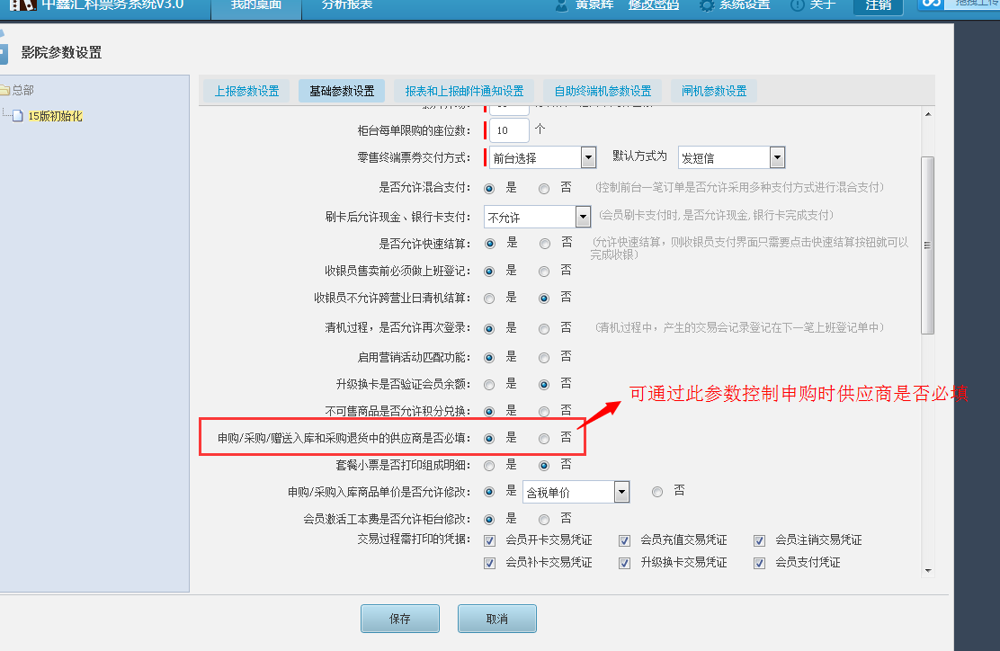 中鑫汇科票务系统V3.0 我的桌面 分析报表 黄景辉 修改密码 系统设置 关于 注销 拖拽上传
影院参数设置
总部
15版初始化
上报参数设置 基础参数设置 报表和上报邮件通知设置 自助终端机参数设置 闸机参数设置
柜台每单限购的座位数： 10 个
零售终端票券交付方式： 前台选择 默认方式为 发短信
是否允许混合支付： 是 否 （控制前台一笔订单是否允许采用多种支付方式进行混合支付）
刷卡后允许现金、银行卡支付： 不允许 （会员刷卡支付时, 是否允许现金, 银行卡完成支付）
是否允许快速结算： 是 否 （允许快速结算，则收银员支付界面只需要点击快速结算按钮就可以
完成收银）
收银员售卖前必须做上班登记： 是 否
收银员不允许跨营业日清机结算： 是 否
清机过程，是否允许再次登录： 是 否 （清机过程中，产生的交易会记录登记在下一笔上班登记单中）
启用营销活动匹配功能： 是 否
升级换卡是否验证会员余额： 是 否
可通过此参数控制申购时供应商是否必填
不可售商品是否允许积分兑换： 是 否
申购/采购/赠送入库和采购退货中的供应商是否必填： 是 否
套餐小票是否打印组成明细： 是 否
申购/采购入库商品单价是否允许修改： 是 含税单价 否
会员激活工本费是否允许柜台修改： 是 否
交易过程需打印的凭据： 会员开卡交易凭证 会员充值交易凭证 会员注销交易凭证
会员补卡交易凭证 升级换卡交易凭证 会员支付凭证
保存 取消